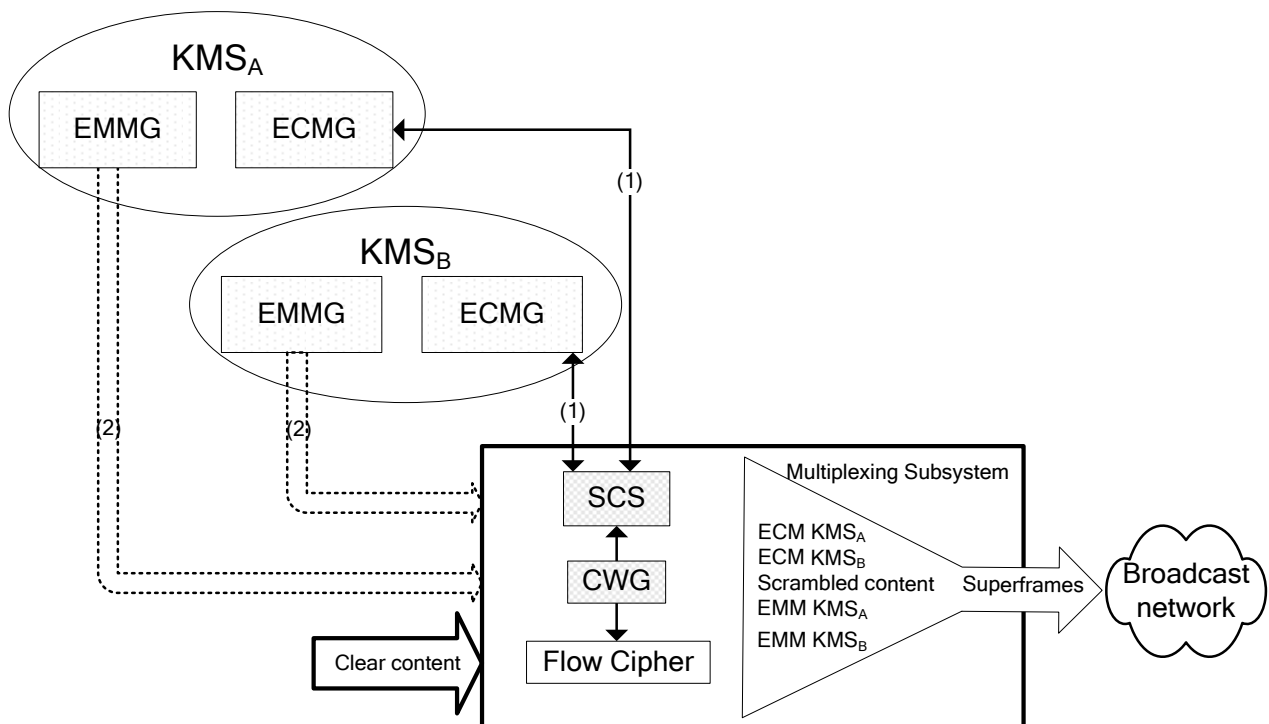 KMSA
EMMG
ECMG
(1)
KMSB
EMMG
ECMG
(1)
(2)
(2)
SCS
CWG
Flow Cipher
Clear content
Multiplexing Subsystem
ECM KMSA
ECM KMSB
Scrambled content
EMM KMSA
EMM KMSB
Superframes
Broadcast
network